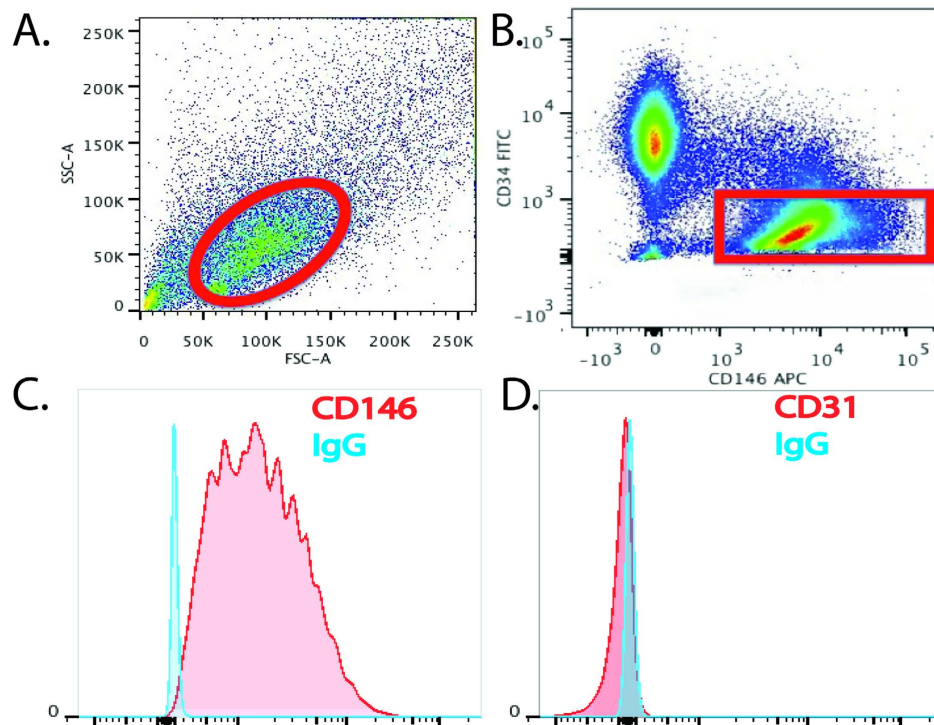 A.
250K
200K
150K
100K
50K
0
SSC-A
0 50K 100K 150K 200K 250K
FSC-A
B.
10^5
10^4
10^3
-10^3
CD34 FITC
-10^3 0 10^3 10^4 10^5
CD146 APC
C.
CD146
IgG
0
D.
CD31
IgG
0